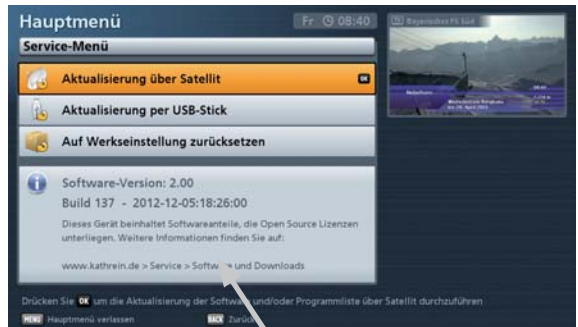 Hauptmenü
Fr 08:40
Bayerisches FS Süd
Service-Menü
Aktualisierung über Satellit
OK
Aktualisierung per USB-Stick
Auf Werkseinstellung zurücksetzen
Software-Version: 2.00
Build 137 - 2012-12-05:18:26:00
Dieses Gerät beinhaltet Softwareanteile, die Open Source Lizenzen
unterliegen. Weitere Informationen finden Sie auf:
www.kathrein.de > Service > Software und Downloads
Drücken Sie OK um die Aktualisierung der Software und/oder Programmliste über Satellit durchzuführen
MENU Hauptmenü verlassen
BACK Zurück